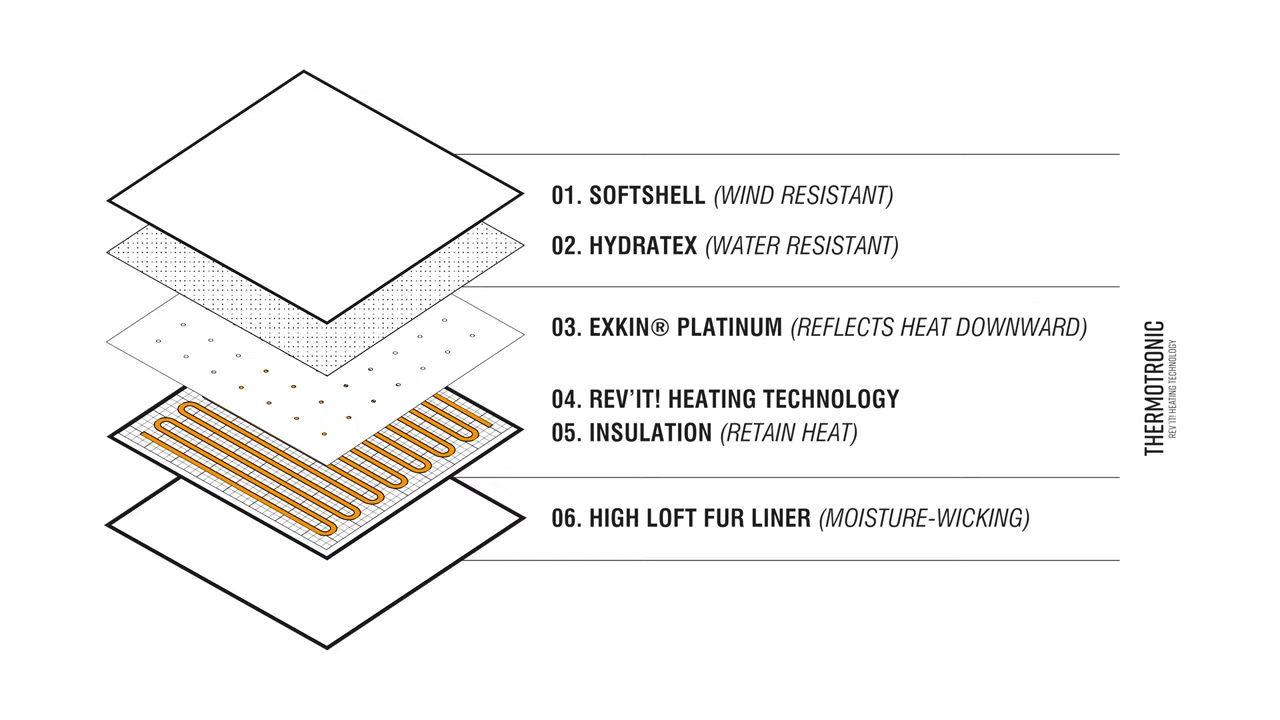 01. SOFTSHELL (WIND RESISTANT)
02. HYDRATEX (WATER RESISTANT)
03. EXKIN® PLATINUM (REFLECTS HEAT DOWNWARD)
04. REV'IT! HEATING TECHNOLOGY
05. INSULATION (RETAIN HEAT)
06. HIGH LOFT FUR LINER (MOISTURE-WICKING)
THERMOTRONIC
REV'IT! HEATING TECHNOLOGY